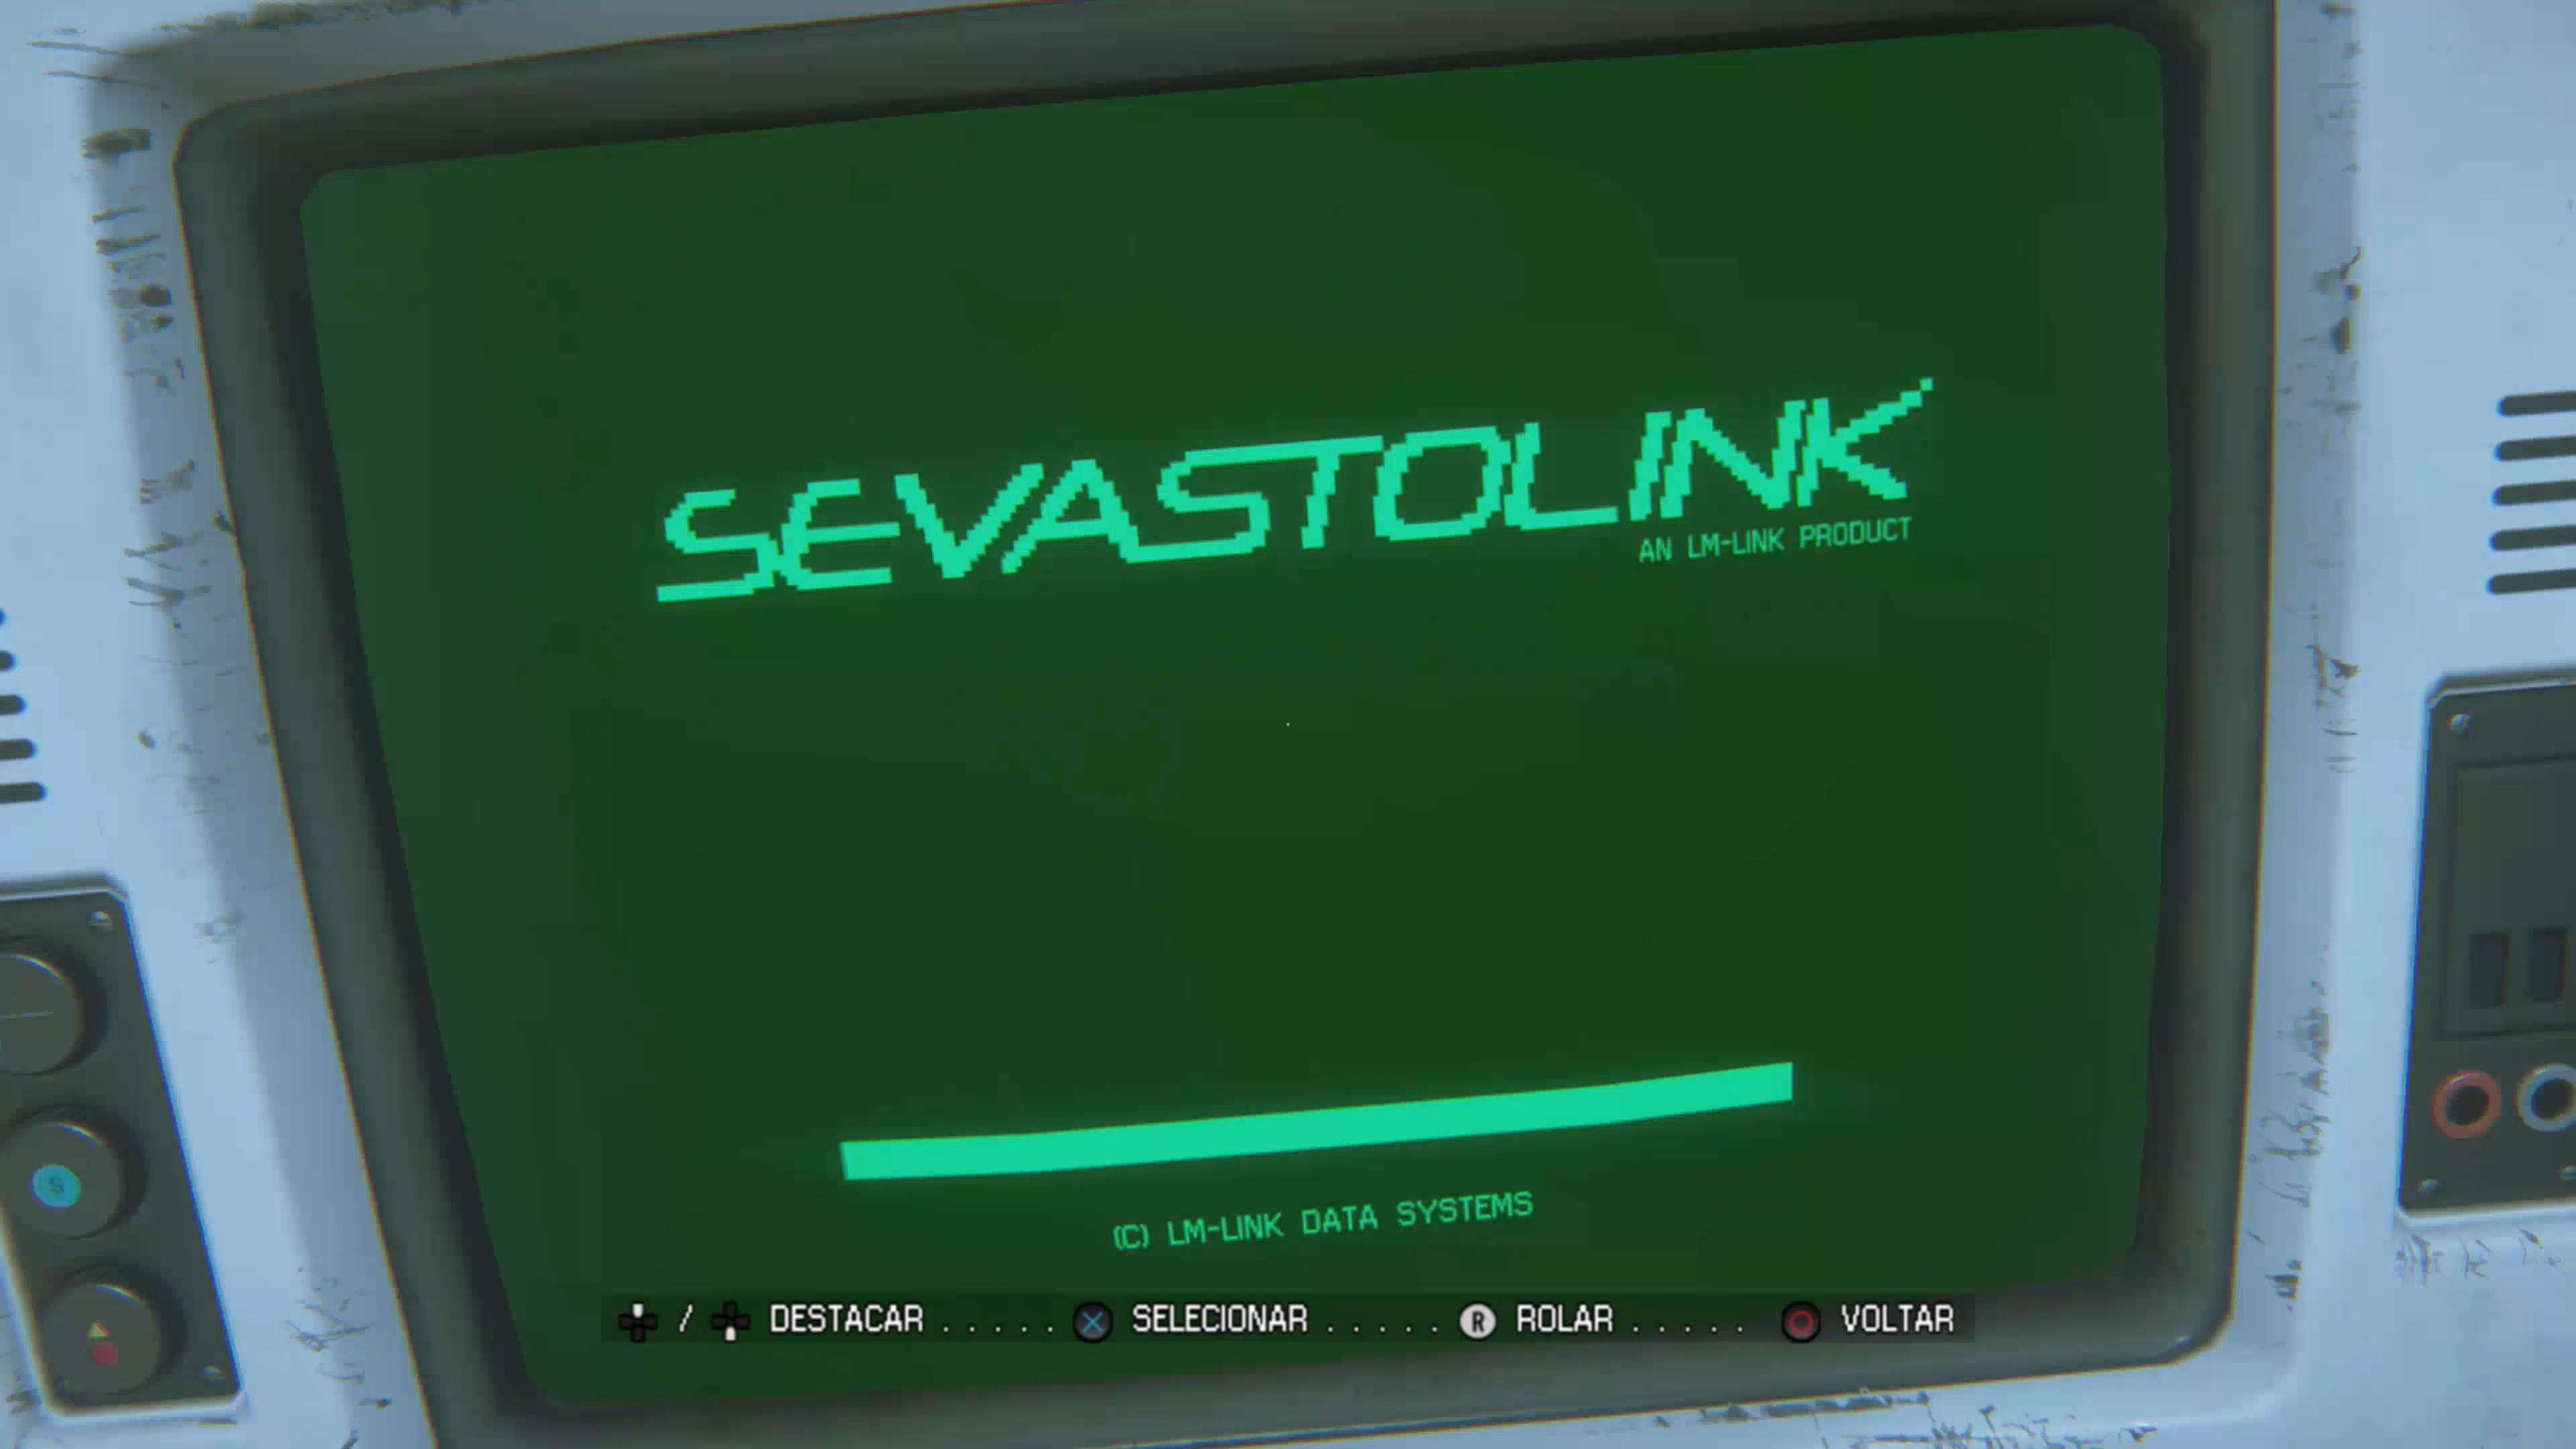 SEVASTOLINK
AN LM-LINK PRODUCT
(C) LM-LINK DATA SYSTEMS
/ DESTACAR ..... SELECIONAR ..... R ROLAR ..... VOLTAR
S